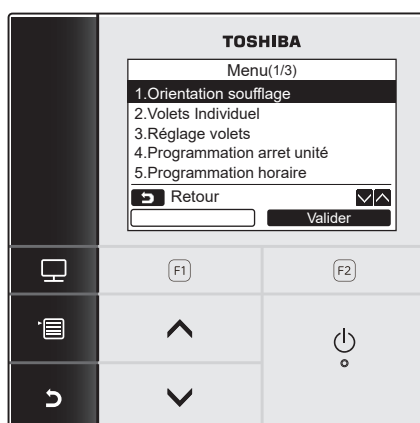 TOSHIBA
Menu(1/3)
1.Orientation soufflage
2.Volets Individuel
3.Réglage volets
4.Programmation arret unité
5.Programmation horaire
Retour
Valider
F1
F2